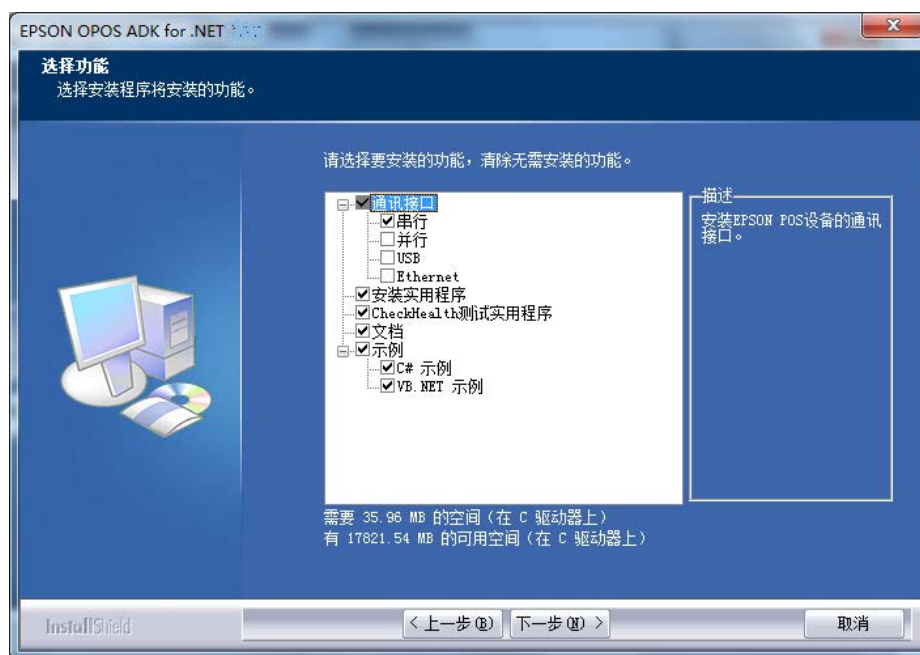 EPSON OPOS ADK for .NET
选择功能
选择安装程序将安装的功能。
请选择要安装的功能，清除无需安装的功能。
通讯接口
串行
并行
USB
Ethernet
安装实用程序
CheckHealth测试实用程序
文档
示例
C# 示例
VB.NET 示例
描述
安装EPSON POS设备的通讯
接口。
需要 35.96 MB 的空间（在 C 驱动器上）
有 17821.54 MB 的可用空间（在 C 驱动器上）
InstallShield
< 上一步(B)
下一步(N) >
取消